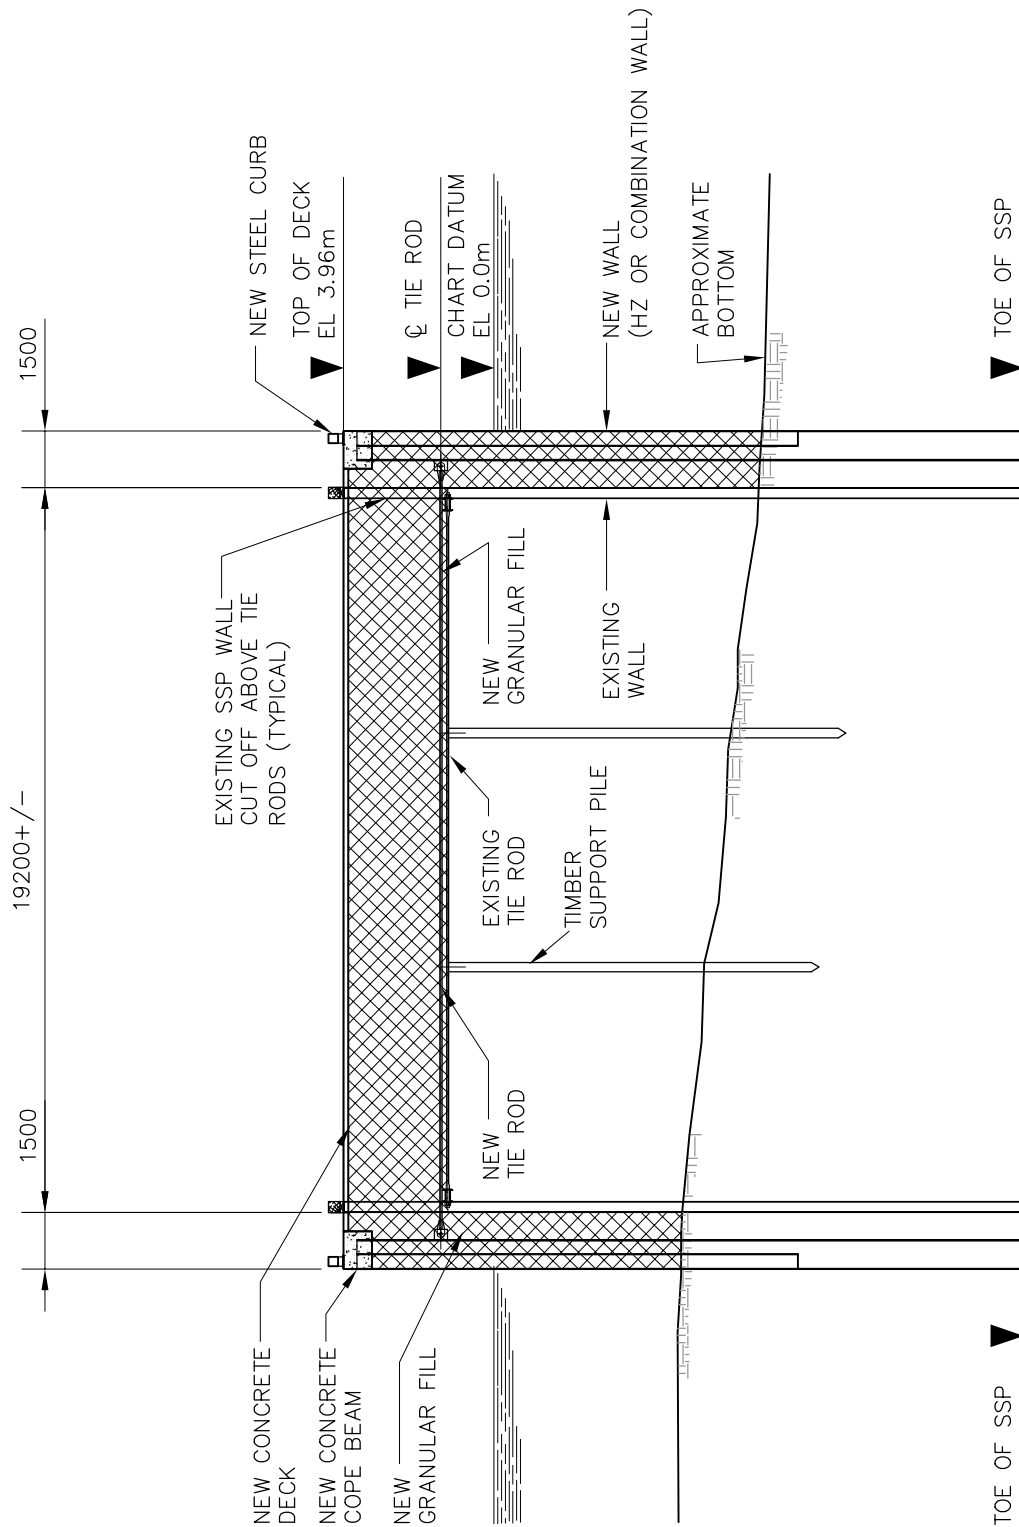 1500
19200+/-
1500
NEW CONCRETE
DECK
NEW CONCRETE
COPE BEAM
NEW
GRANULAR FILL
EXISTING SSP WALL
CUT OFF ABOVE TIE
RODS (TYPICAL)
NEW STEEL CURB
TOP OF DECK
EL 3.96m
℄ TIE ROD
CHART DATUM
EL 0.0m
NEW
TIE ROD
EXISTING
TIE ROD
TIMBER
SUPPORT PILE
NEW
GRANULAR FILL
EXISTING
WALL
NEW WALL
(HZ OR COMBINATION WALL)
APPROXIMATE
BOTTOM
TOE OF SSP
TOE OF SSP